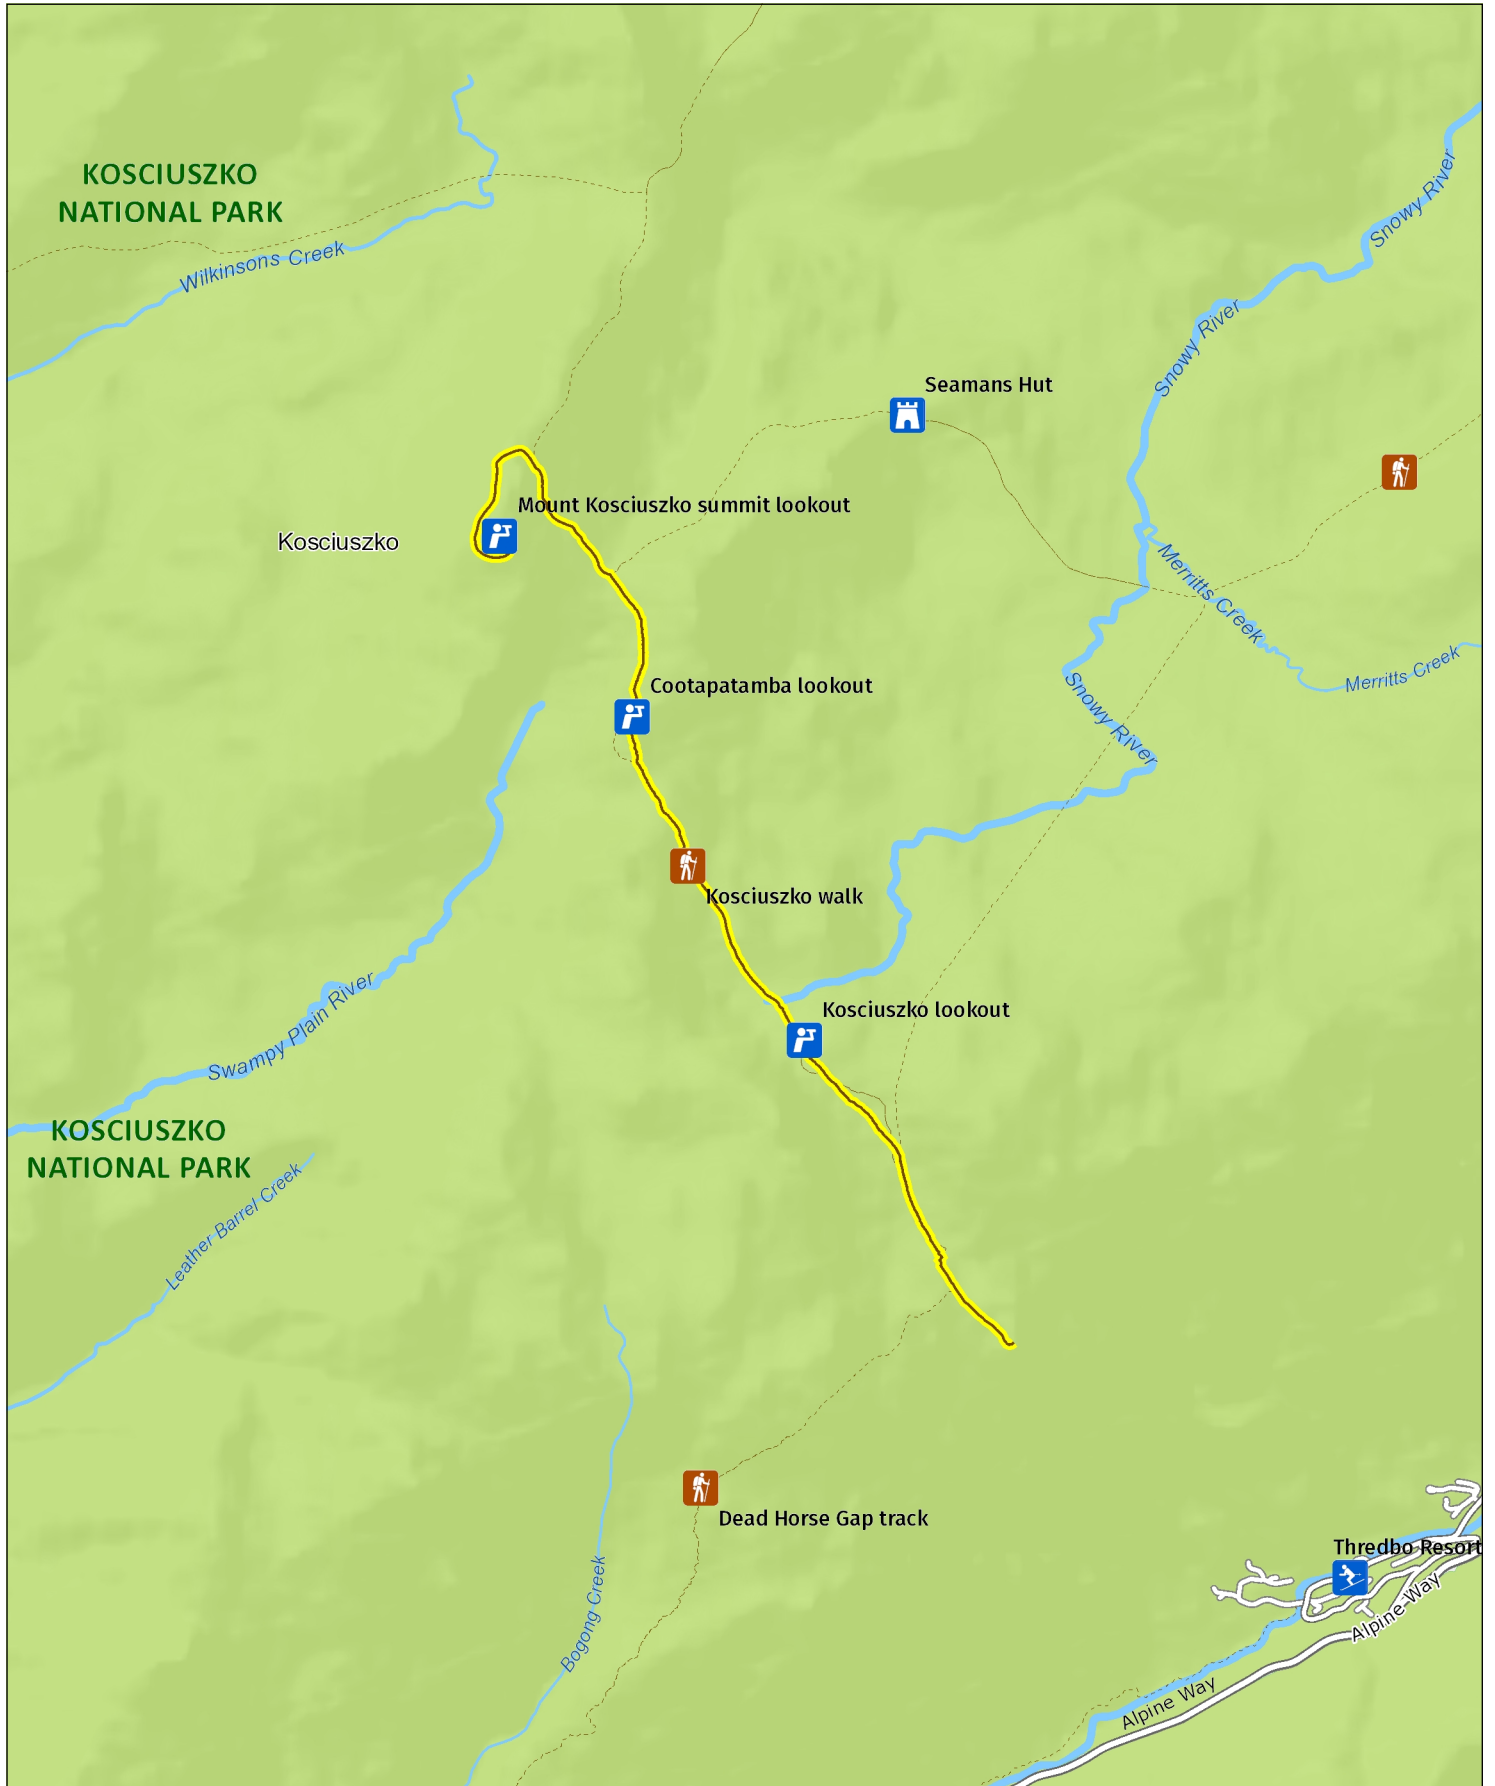 KOSCIUSZKO
NATIONAL PARK
Snowy River
Wilkinsons Creek
Snowy River
Seamans Hut
Mount Kosciuszko summit lookout
Kosciuszko
Merritts Creek
Merritts Creek
Cootapatamba lookout
Snowy River
Kosciuszko walk
Swampy Plain River
Kosciuszko lookout
KOSCIUSZKO
NATIONAL PARK
Leather Barrel Creek
Dead Horse Gap track
Thredbo Resort
Bogong Creek
Alpine Way
Alpine Way